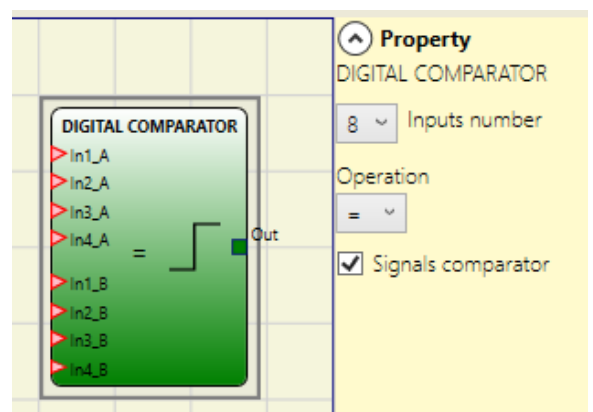 DIGITAL COMPARATOR
In1_A
In2_A
In3_A
In4_A
=
Out
In1_B
In2_B
In3_B
In4_B
Property
DIGITAL COMPARATOR
8 Inputs number
Operation
=
Signals comparator